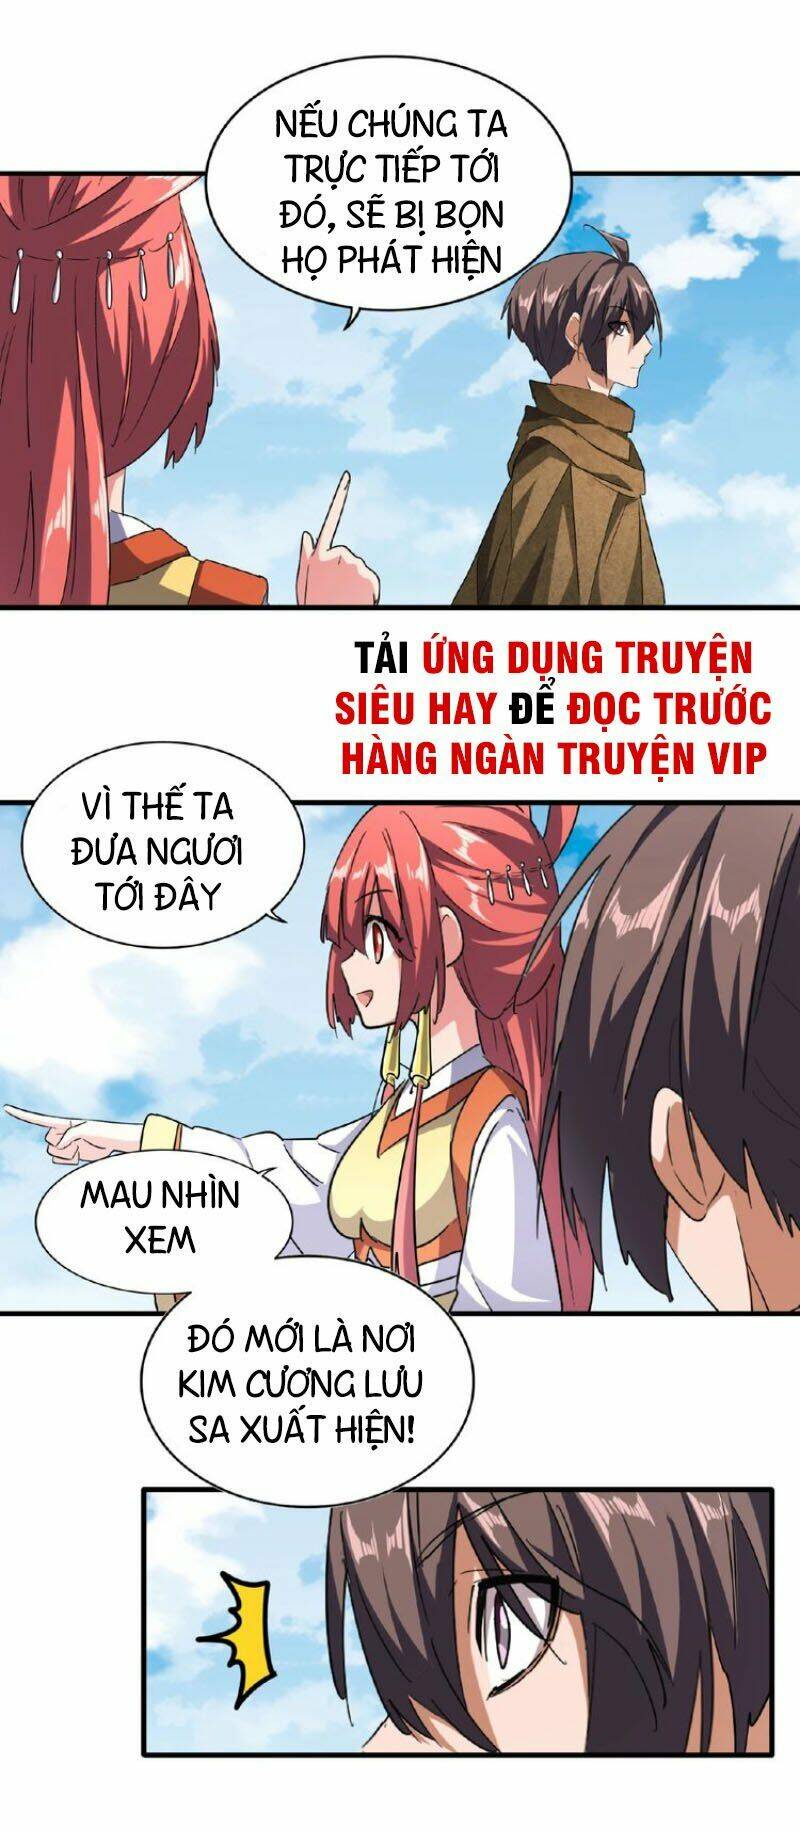 NẾU CHÚNG TA
TRỰC TIẾP TỚI
ĐÓ, SẼ BỊ BỌN
HỌ PHÁT HIỆN
TẢI ỨNG DỤNG TRUYỆN
SIÊU HAY ĐỂ ĐỌC TRƯỚC
HÀNG NGÀN TRUYỆN VIP
VÌ THẾ TA
ĐƯA NGƯƠI
TỚI ĐÂY
MAU NHÌN
XEM
ĐÓ MỚI LÀ NƠI
KIM CƯƠNG LƯU
SA XUẤT HIỆN!